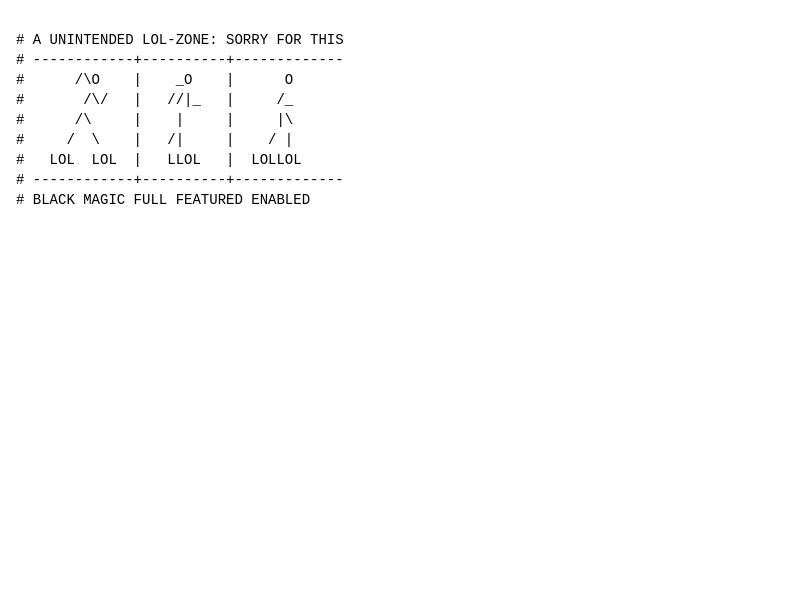 # A UNINTENDED LOL-ZONE: SORRY FOR THIS
# ------------+----------+-------------
#      /\O    |    _O    |      O
#       /\/   |   //|_   |     /_
#      /\     |    |     |     |\
#     /  \    |   /|     |    / |
#   LOL  LOL  |   LLOL   |  LOLLOL
# ------------+----------+-------------
# BLACK MAGIC FULL FEATURED ENABLED